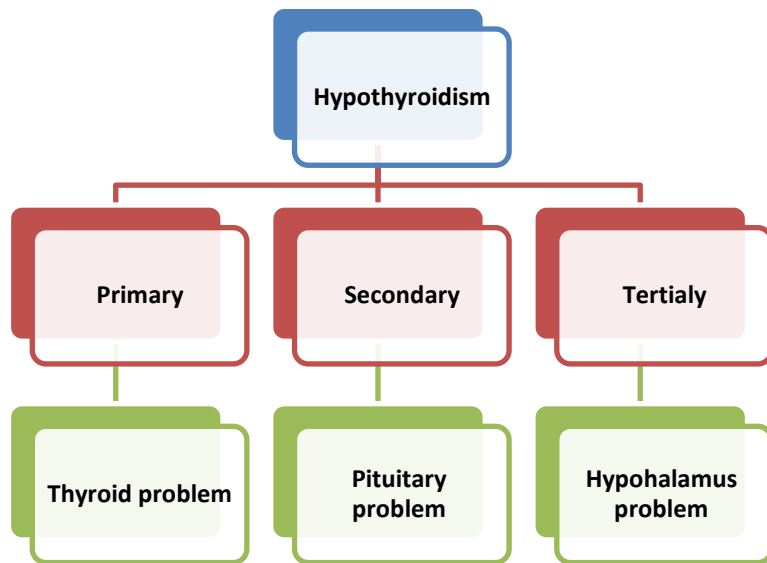 Hypothyroidism
Primary
Secondary
Tertialy
Thyroid problem
Pituitary
problem
Hypohalamus
problem